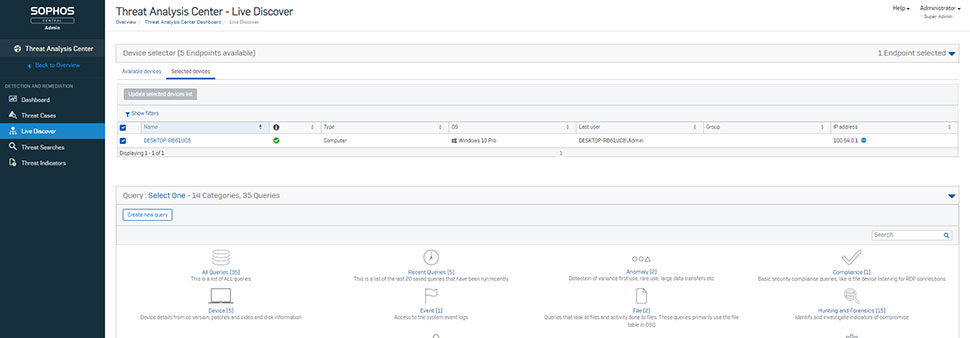 SOPHOS
CENTRAL
Admin
Threat Analysis Center
Back to Overview
DETECTION AND REMEDIATION
Dashboard
Threat Cases
Live Discover
Threat Searches
Threat Indicators
Threat Analysis Center - Live Discover
Overview / Threat Analysis Center Dashboard / Live Discover
Help
Administrator
Super Admin
Device selector (5 Endpoints available)
1 Endpoint selected
Available devices Selected devices
Update selected devices list
Show filters
Name Type OS Last user Group IP address
DESKTOP-RB61UC8 Computer Windows 10 Pro DESKTOP-RB61UC8\Admin 100.64.0.1
Displaying 1 - 1 of 1
1
Query : Select One - 14 Categories, 35 Queries
Create new query
Search
All Queries [35]
This is a list of ALL queries
Recent Queries [5]
This is a list of the last 20 saved queries that have been run recently
Anomaly [2]
Detection of variance first use, rare use, large data transfers etc
Compliance [1]
Basic security compliance queries, like is the device listening for RDP connections
Device [5]
Device details from os version, patches and video and disk information
Event [1]
Access to the system event logs
File [2]
Queries that look at files and activity done to files. These queries primarily use the file
table in OSQ
Hunting and Forensics [15]
Identify and investigate indicators of compromise